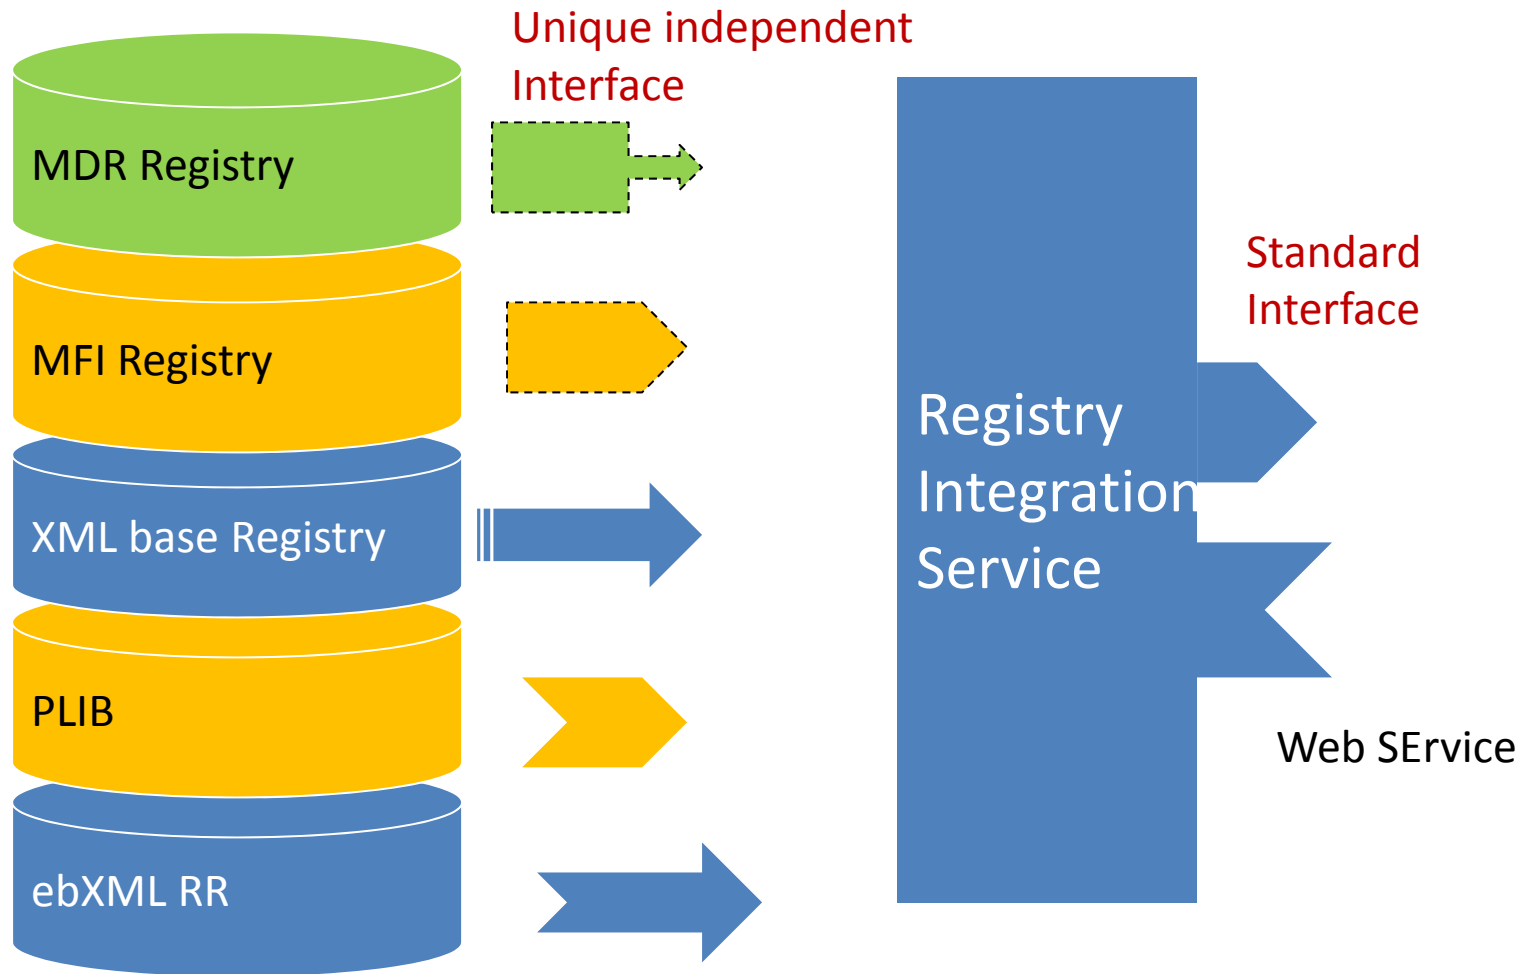 Unique independent
Interface
MDR Registry
MFI Registry
XML base Registry
PLIB
ebXML RR
Registry
Integration
Service
Standard
Interface
Web SErvice